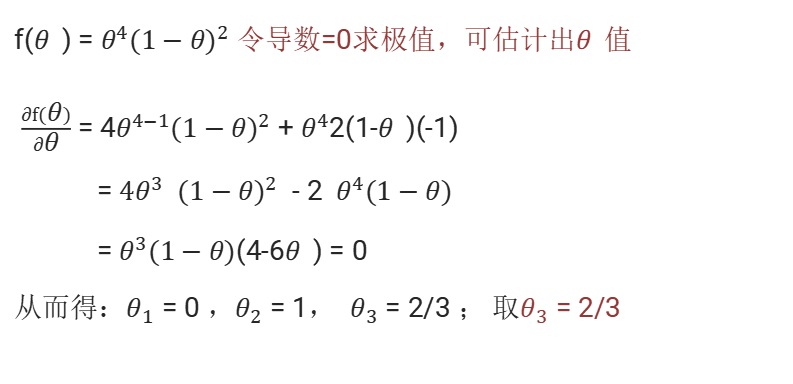 f(θ ) = θ⁴(1 − θ)² 令导数=0求极值，可估计出θ 值
∂f(θ)/∂θ = 4θ⁴⁻¹(1 − θ)² + θ⁴2(1-θ )(-1)
= 4θ³ (1 − θ)² - 2 θ⁴(1 − θ)
= θ³(1 − θ)(4-6θ ) = 0
从而得：θ₁ = 0 ，θ₂ = 1， θ₃ = 2/3 ； 取θ₃ = 2/3